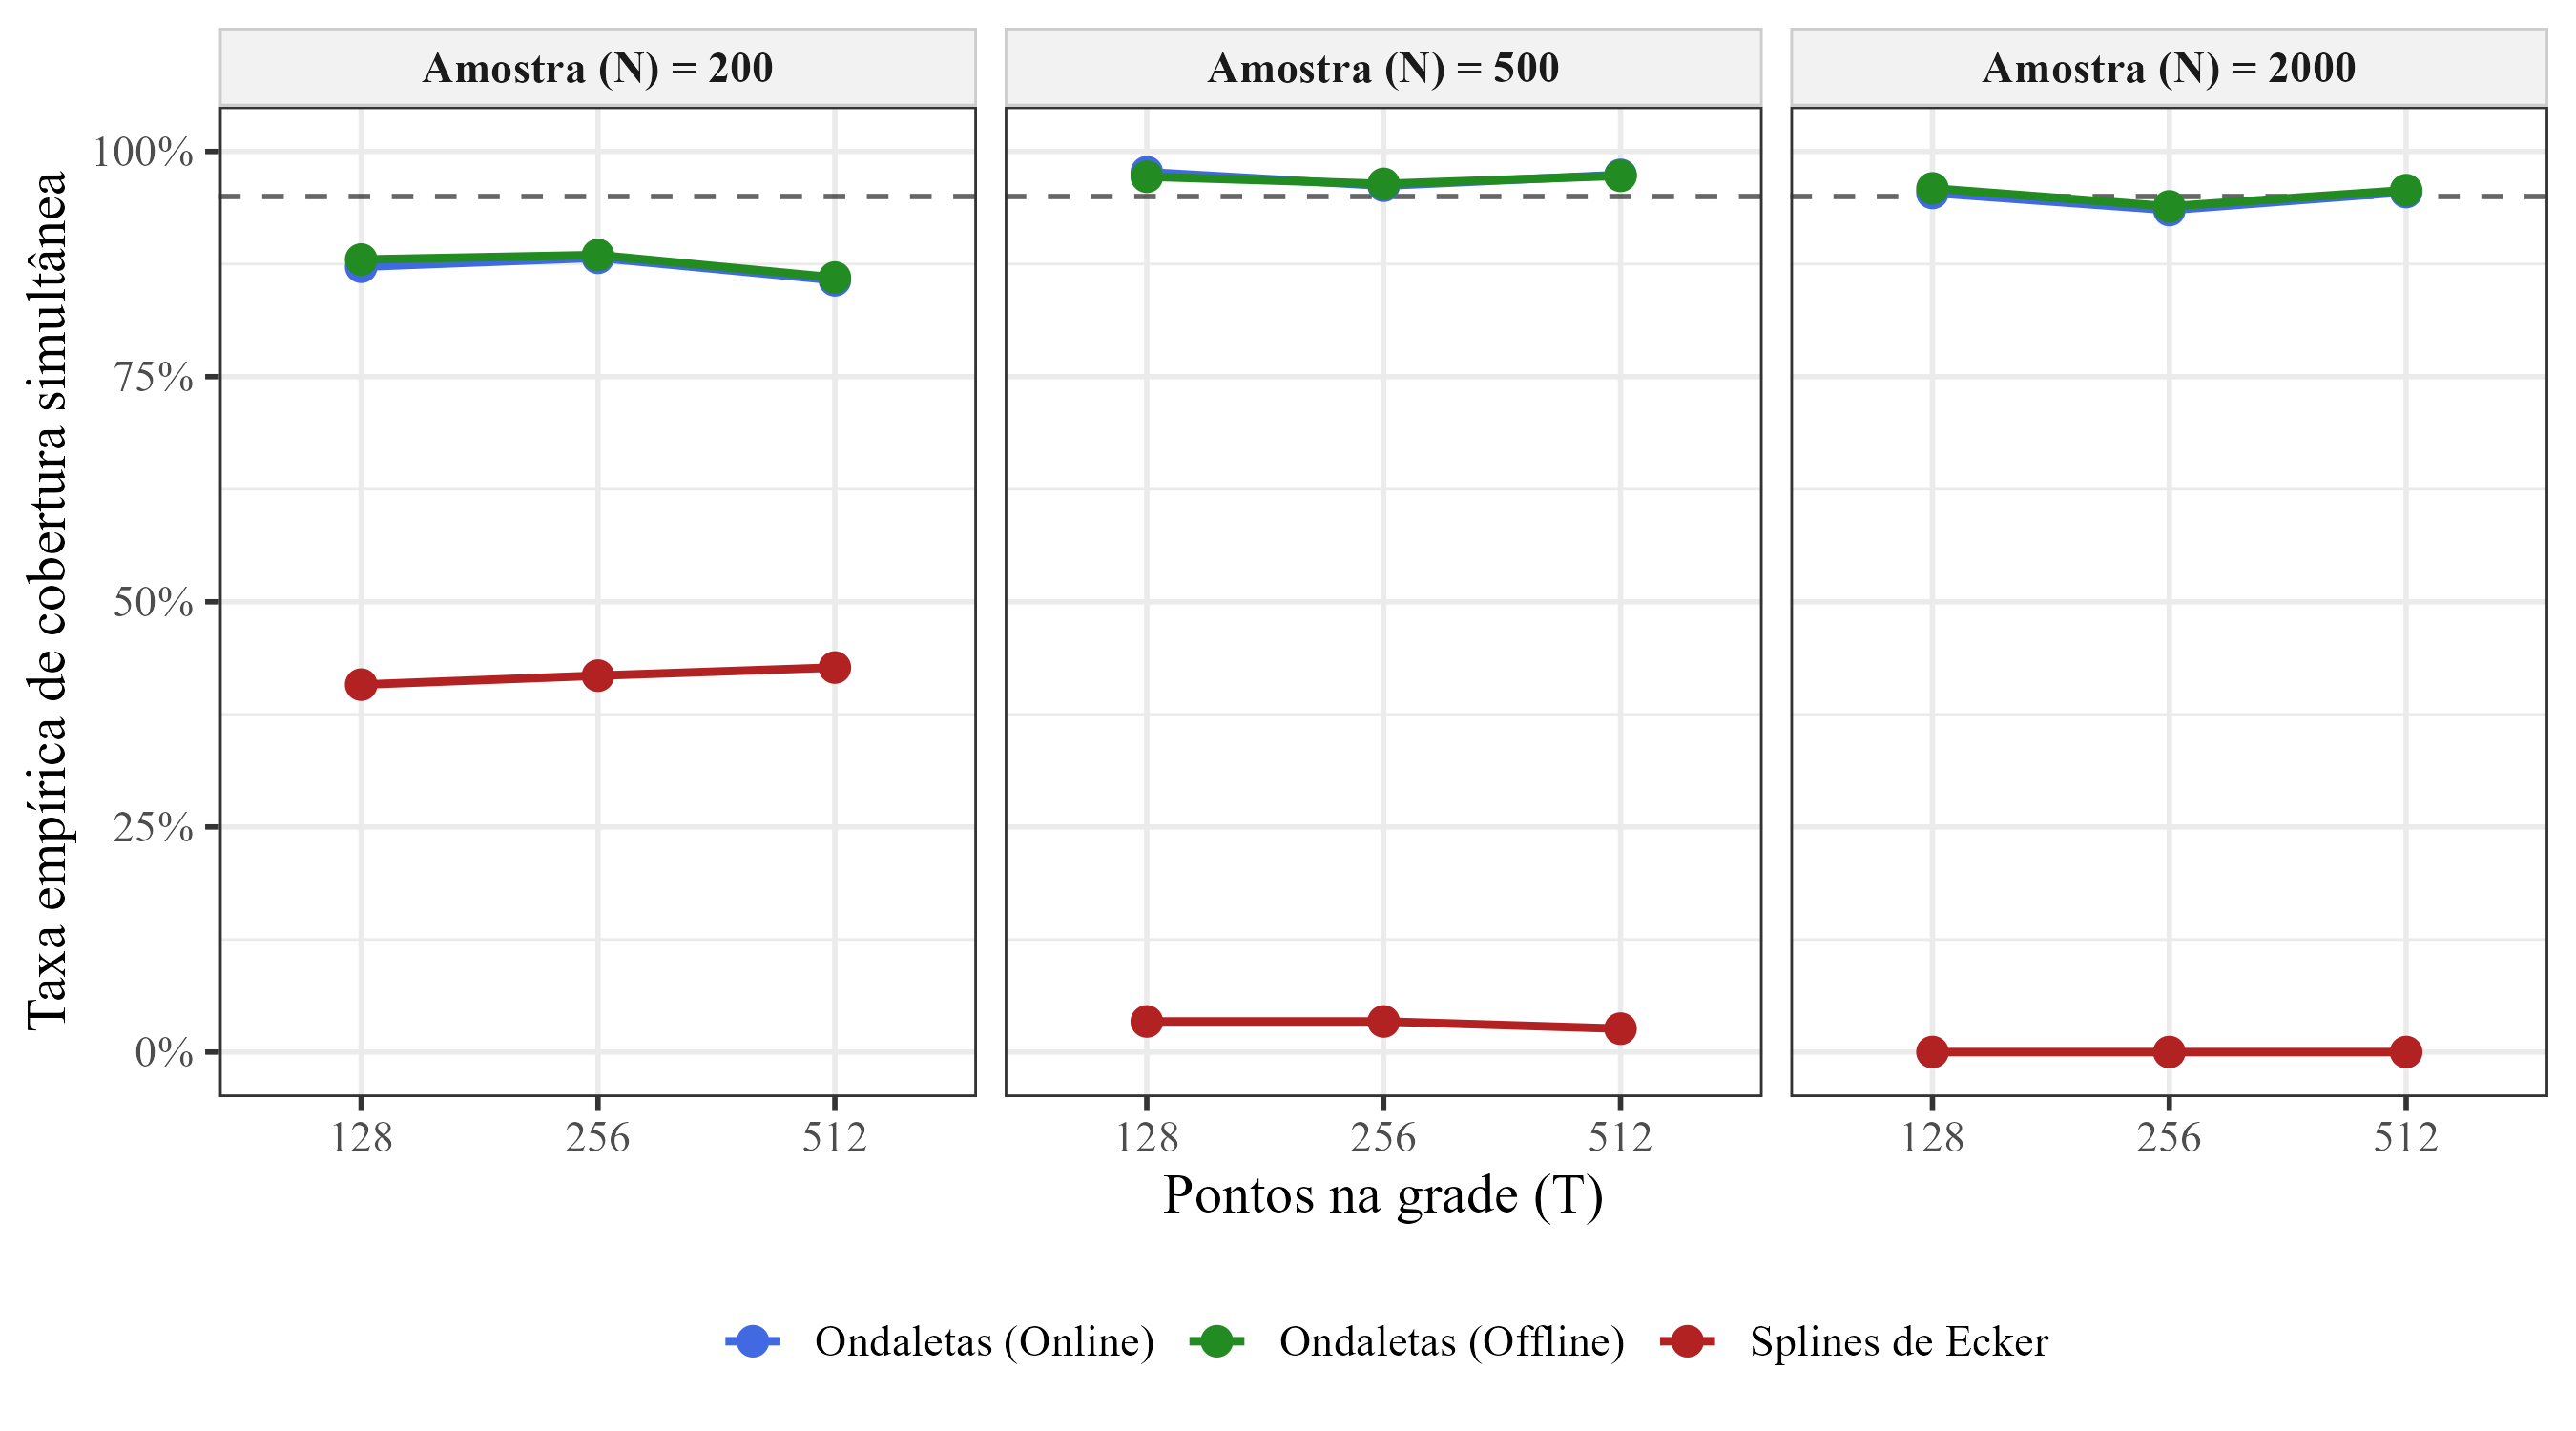 Amostra (N) = 200
Amostra (N) = 500
Amostra (N) = 2000
Taxa empírica de cobertura simultânea
100%
75%
50%
25%
0%
128 256 512
128 256 512
128 256 512
Pontos na grade (T)
Ondaletas (Online) Ondaletas (Offline) Splines de Ecker